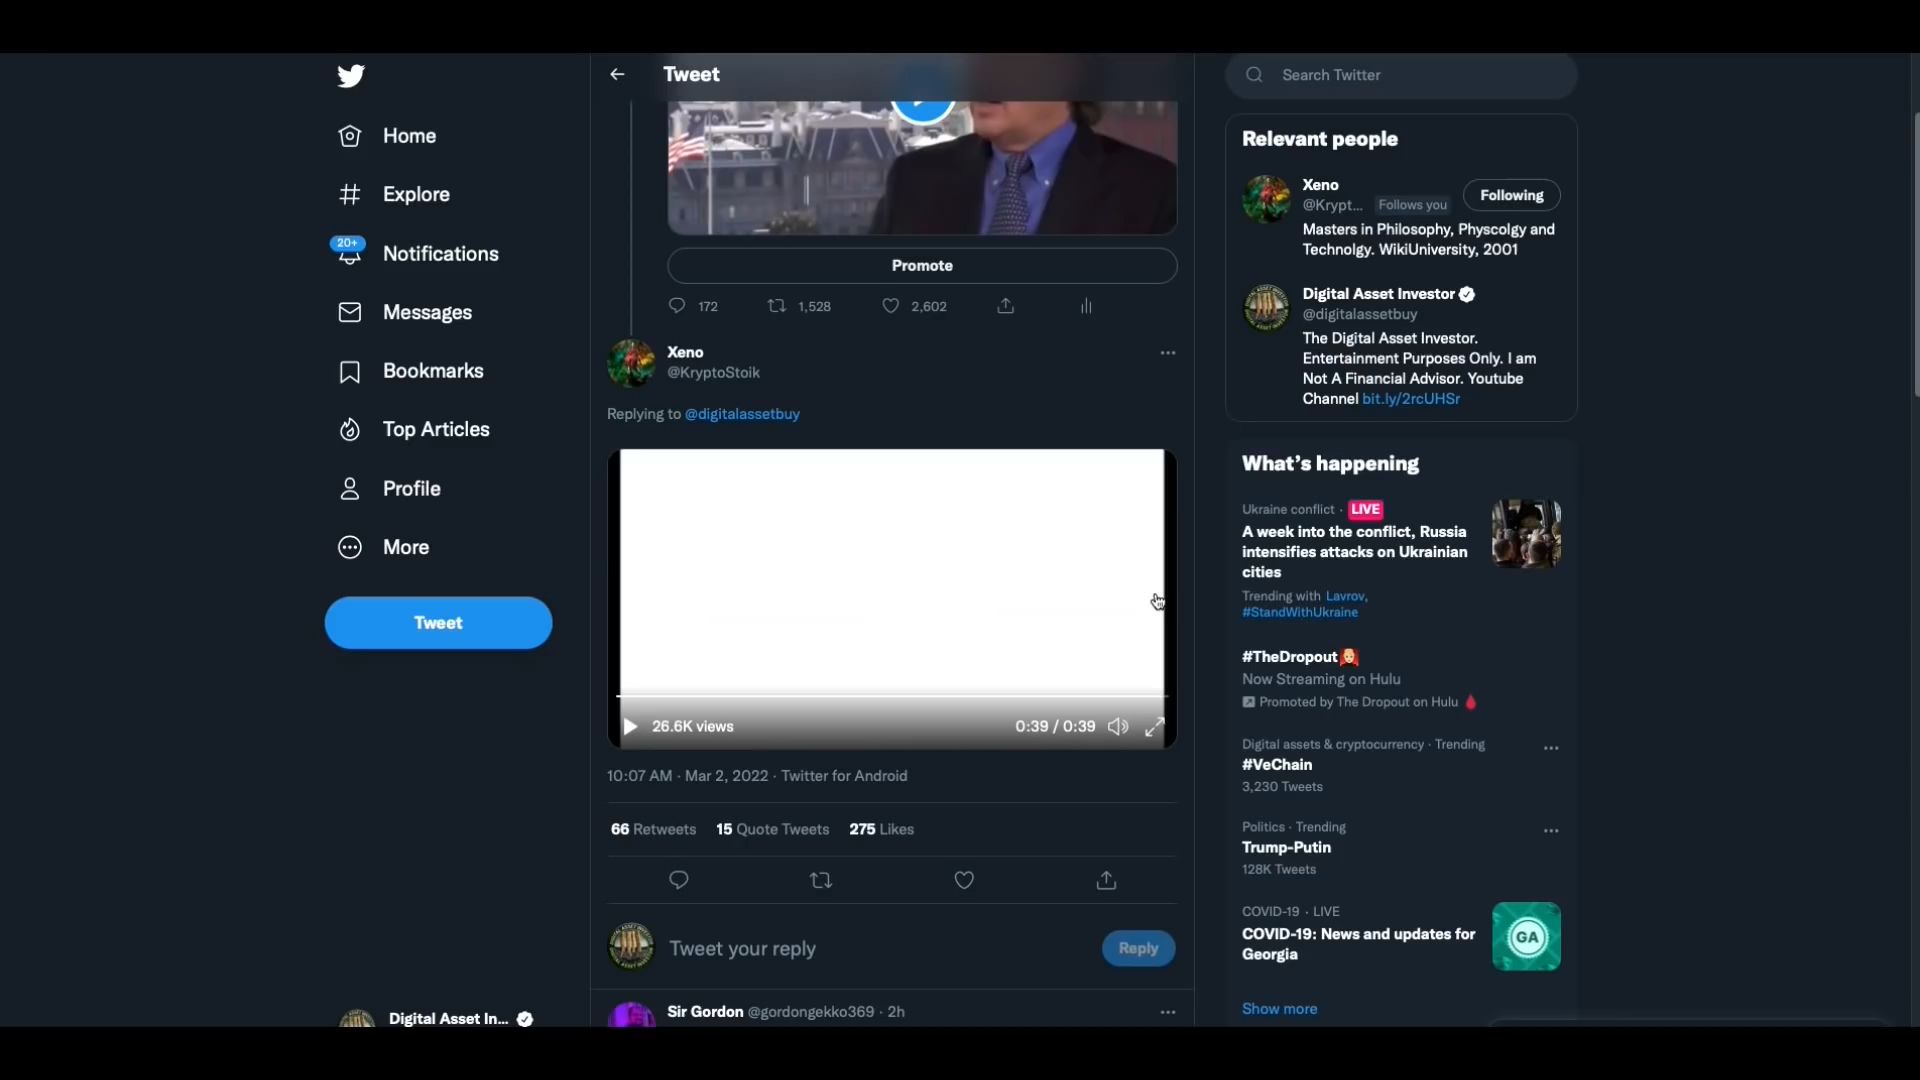 Home
Explore
20+
Notifications
Messages
Bookmarks
Top Articles
Profile
More
Tweet
Digital Asset In...
Tweet
Promote
172
1,528
2,602
Xeno
@KryptoStoik
Replying to @digitalassetbuy
26.6K views
0:39 / 0:39
10:07 AM · Mar 2, 2022 · Twitter for Android
66 Retweets 15 Quote Tweets 275 Likes
Tweet your reply
Reply
Sir Gordon @gordongekko369 · 2h
Search Twitter
Relevant people
Xeno
@Krypt... Follows you
Following
Masters in Philosophy, Physcolgy and
Technolgy. WikiUniversity, 2001
Digital Asset Investor
@digitalassetbuy
The Digital Asset Investor.
Entertainment Purposes Only. I am
Not A Financial Advisor. Youtube
Channel bit.ly/2rcUHSr
What's happening
Ukraine conflict · LIVE
A week into the conflict, Russia
intensifies attacks on Ukrainian
cities
Trending with Lavrov,
#StandWithUkraine
#TheDropout
Now Streaming on Hulu
Promoted by The Dropout on Hulu
Digital assets & cryptocurrency · Trending
#VeChain
3,230 Tweets
Politics · Trending
Trump-Putin
128K Tweets
COVID-19 · LIVE
COVID-19: News and updates for
Georgia
GA
Show more